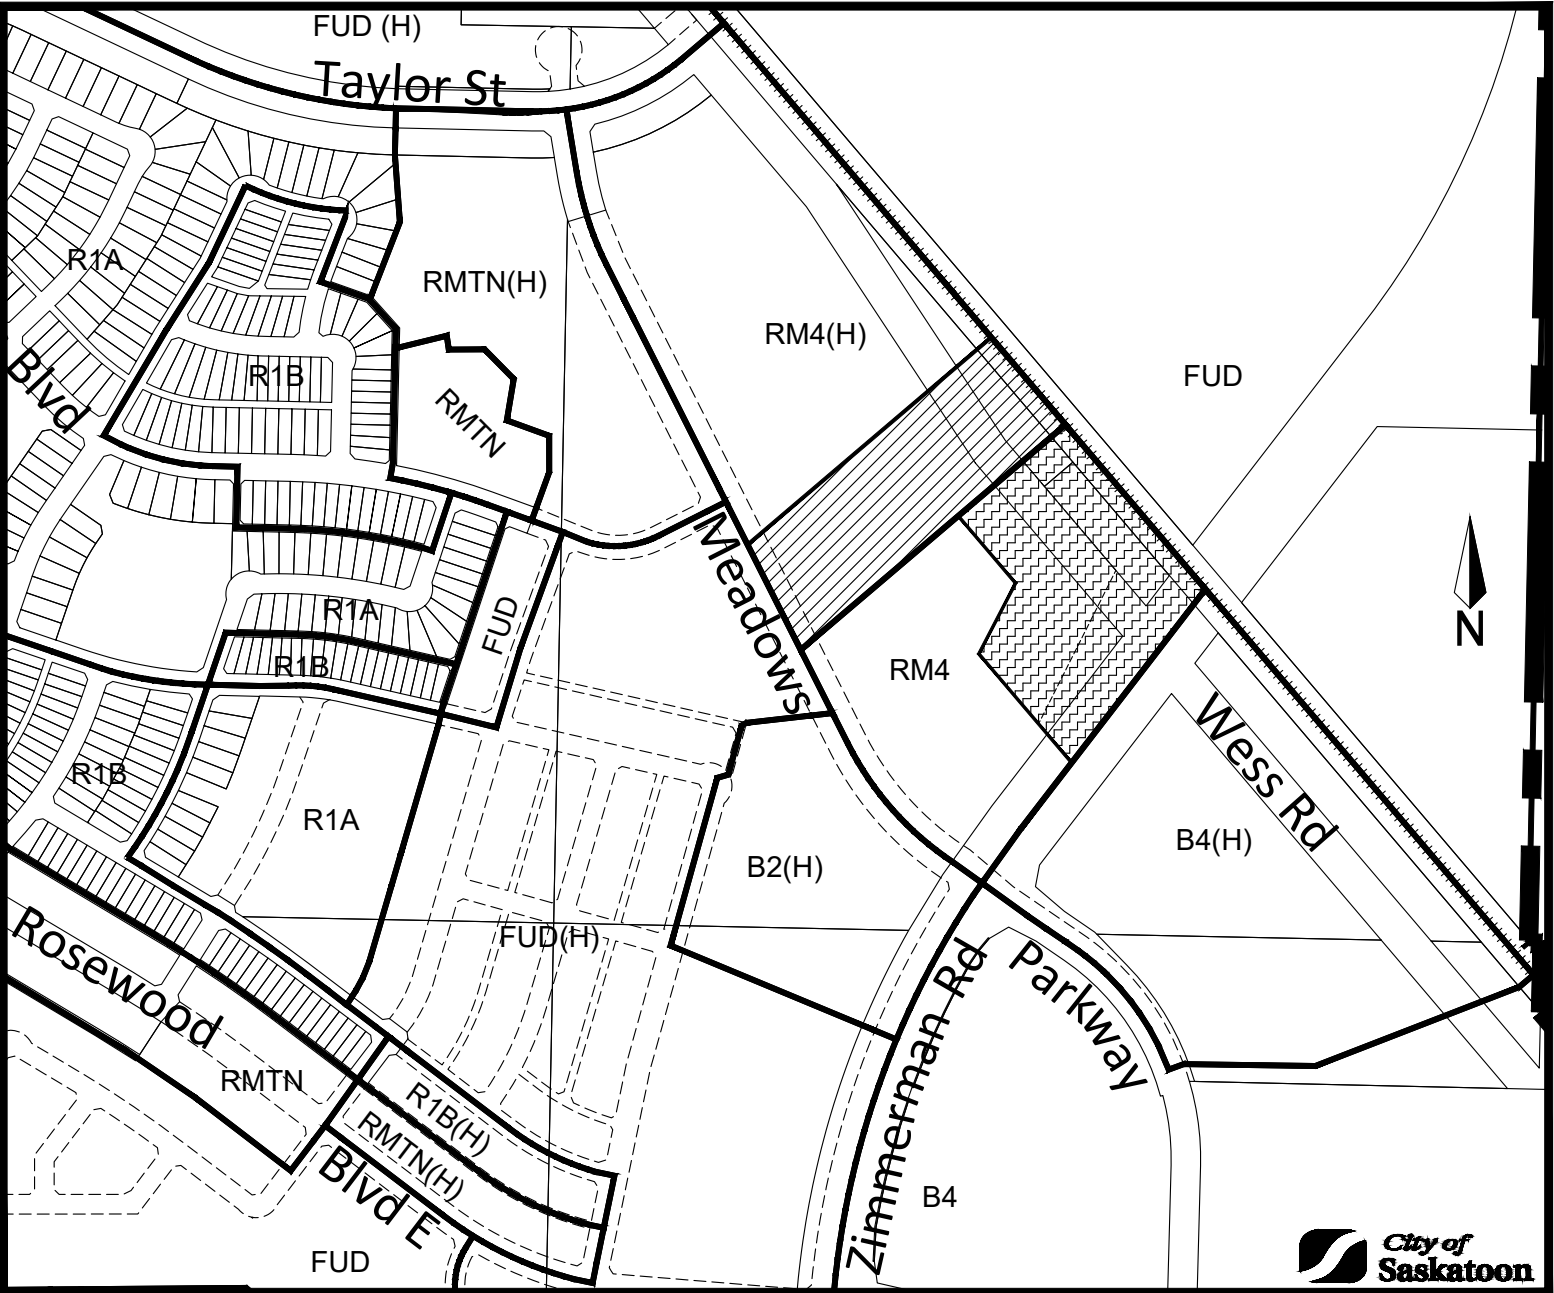 FUD (H)
Taylor St
R1A
RMTN(H)
RM4(H)
FUD
R1B
Blvd
RMTN
Meadows
R1A
FUD
N
R1B
RM4
Wess Rd
R1B
R1A
B4(H)
B2(H)
FUD(H)
Rosewood
Parkway
Zimmerman Rd
RMTN
R1B(H)
RMTN(H)
Blvd E
B4
FUD
City of
Saskatoon